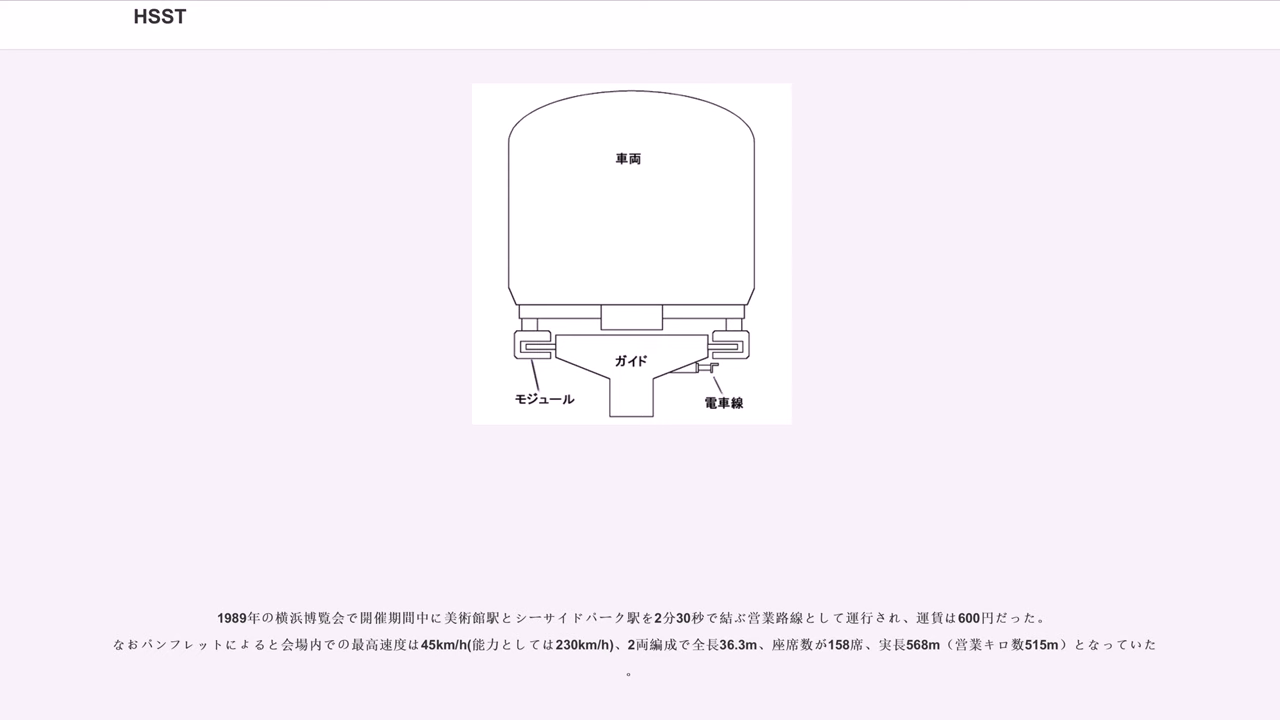 HSST
車両
ガイド
モジュール
電車線
1989年の横浜博覧会で開催期間中に美術館駅とシーサイドパーク駅を2分30秒で結ぶ営業路線として運行され、運賃は600円だった。
なおパンフレットによると会場内での最高速度は45km/h(能力としては230km/h)、2両編成で全長36.3m、座席数が158席、実長568m（営業キロ数515m）となっていた
。